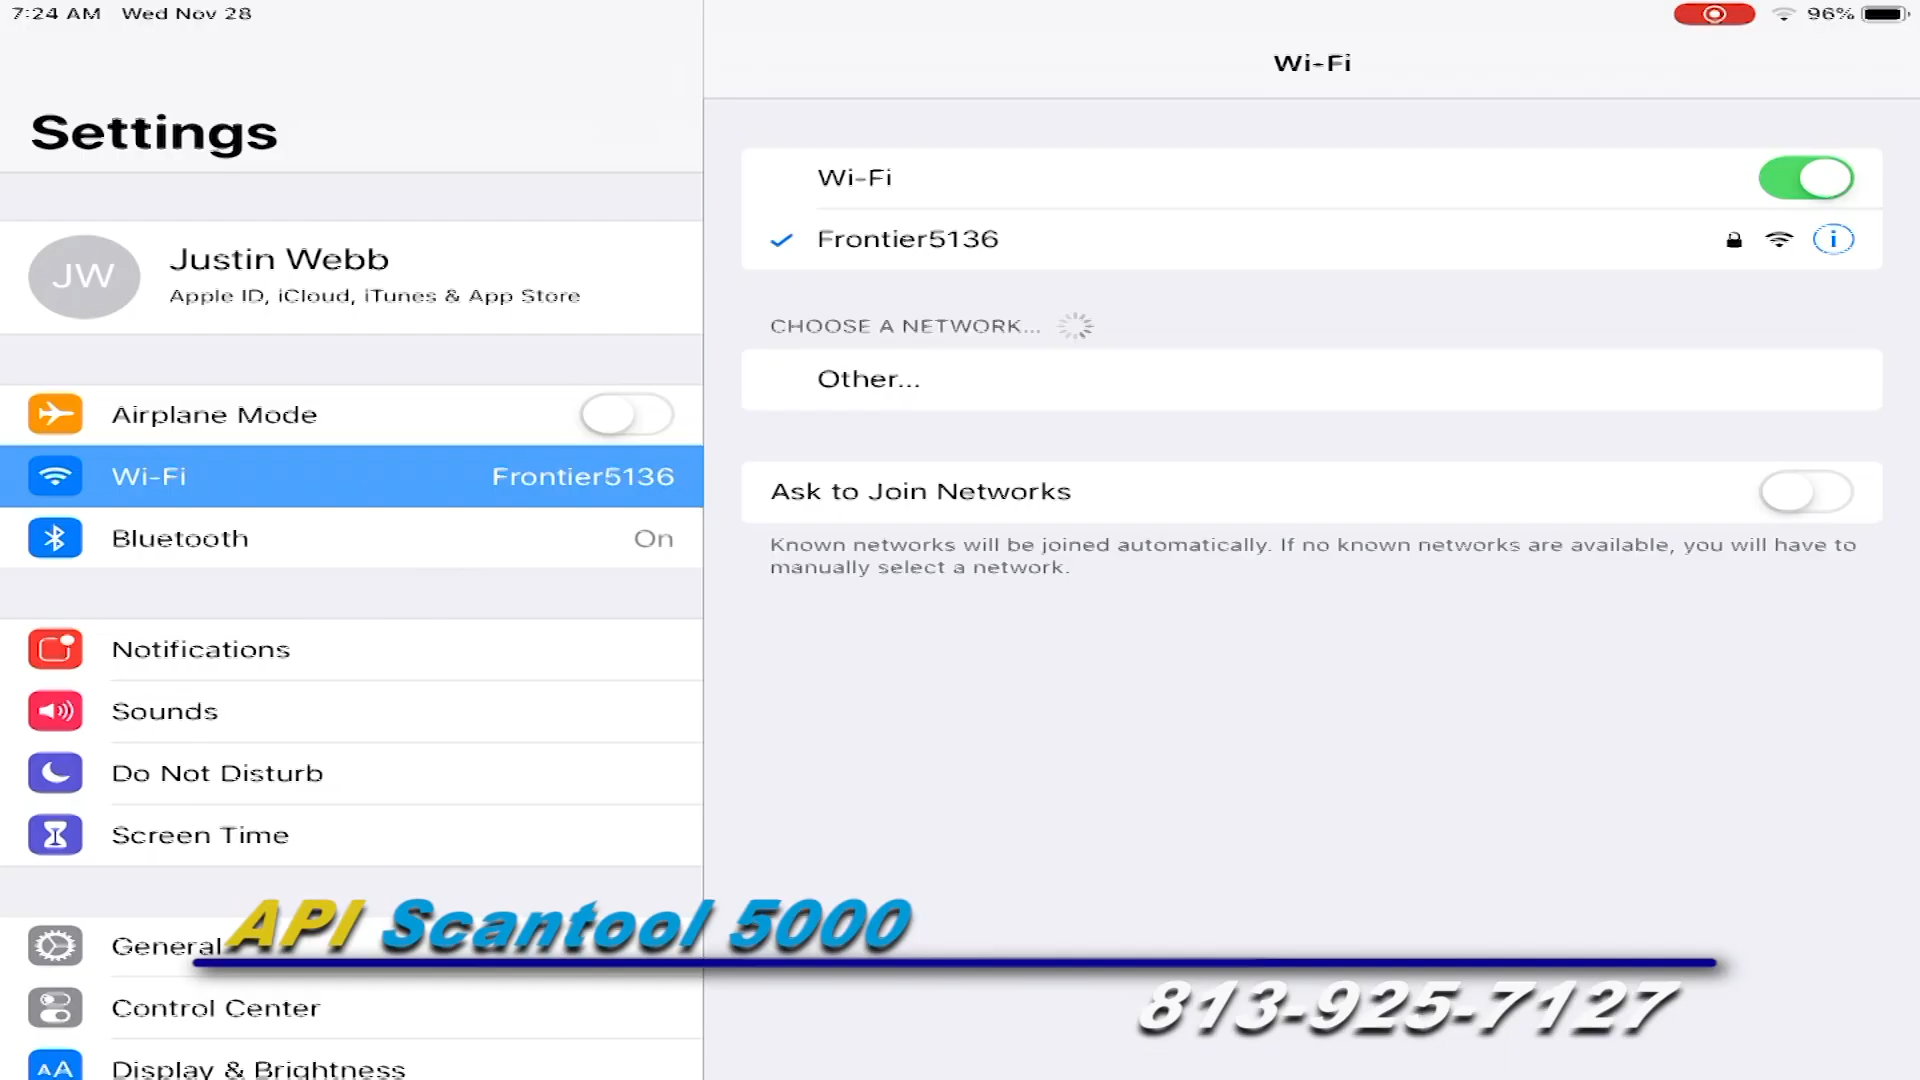 7:24 AM Wed Nov 28
96%
Settings
JW
Justin Webb
Apple ID, iCloud, iTunes & App Store
Airplane Mode
Wi-Fi Frontier5136
Bluetooth On
Notifications
Sounds
Do Not Disturb
Screen Time
General
Control Center
AA Display & Brightness
Wi-Fi
Wi-Fi
Frontier5136
CHOOSE A NETWORK...
Other...
Ask to Join Networks
Known networks will be joined automatically. If no known networks are available, you will have to
manually select a network.
API Scantool 5000
813-925-7127